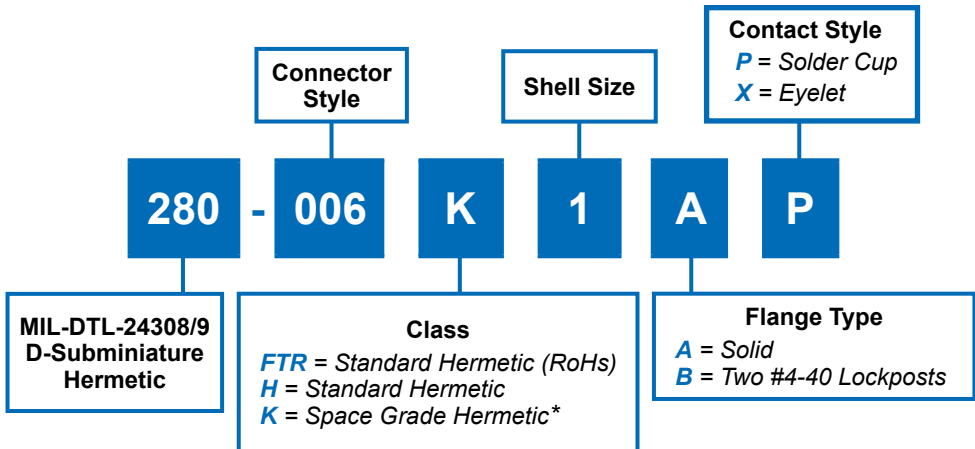 Contact Style
P = Solder Cup
X = Eyelet
Connector
Style
Shell Size
280 - 006 K 1 A P
MIL-DTL-24308/9
D-Subminiature
Hermetic
Class
FTR = Standard Hermetic (RoHs)
H = Standard Hermetic
K = Space Grade Hermetic*
Flange Type
A = Solid
B = Two #4-40 Lockposts